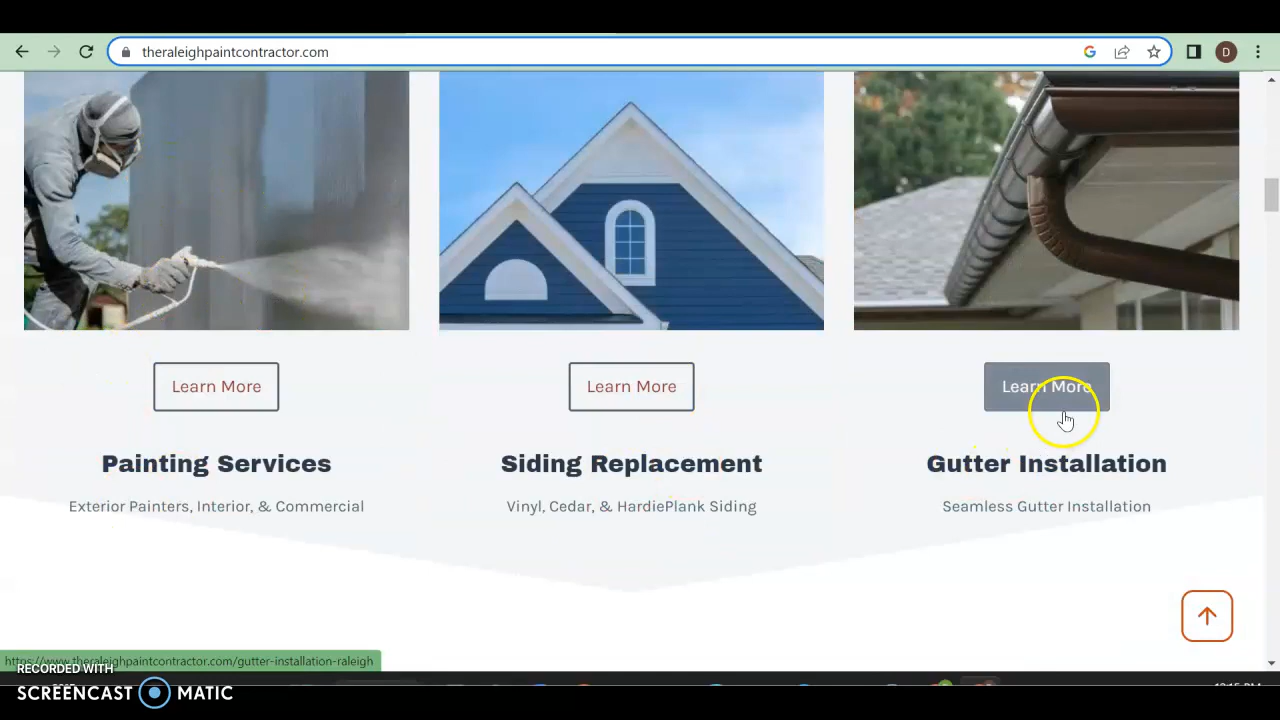 theraleighpaintcontractor.com
D
Learn More
Learn More
Learn More
Painting Services
Siding Replacement
Gutter Installation
Exterior Painters, Interior, & Commercial
Vinyl, Cedar, & HardiePlank Siding
Seamless Gutter Installation
https://www.theraleighpaintcontractor.com/gutter-installation-raleigh
RECORDED WITH
SCREENCAST MATIC